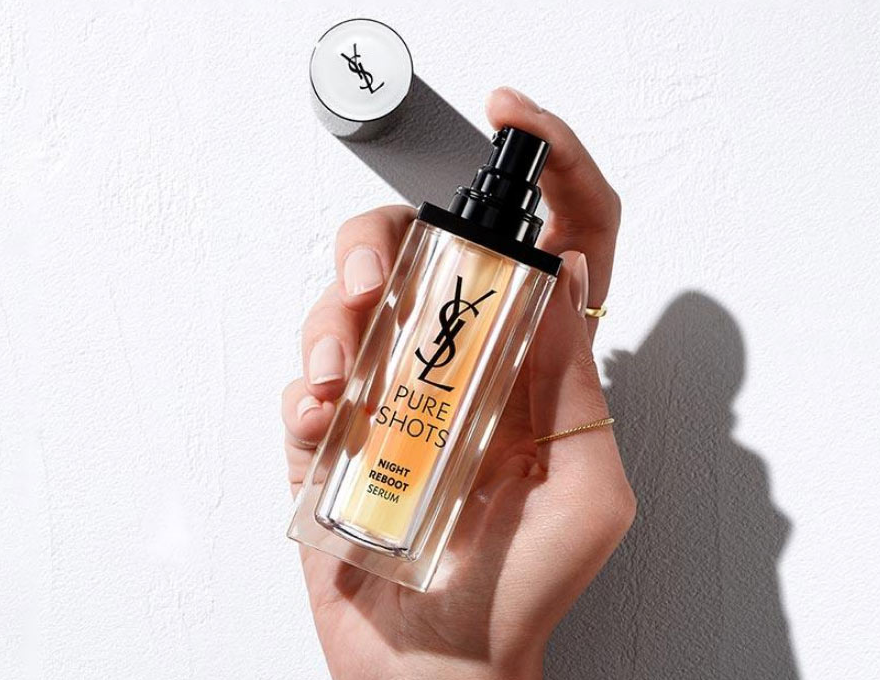 YSL
YSL
PURE
SHOTS
NIGHT
REBOOT
SERUM